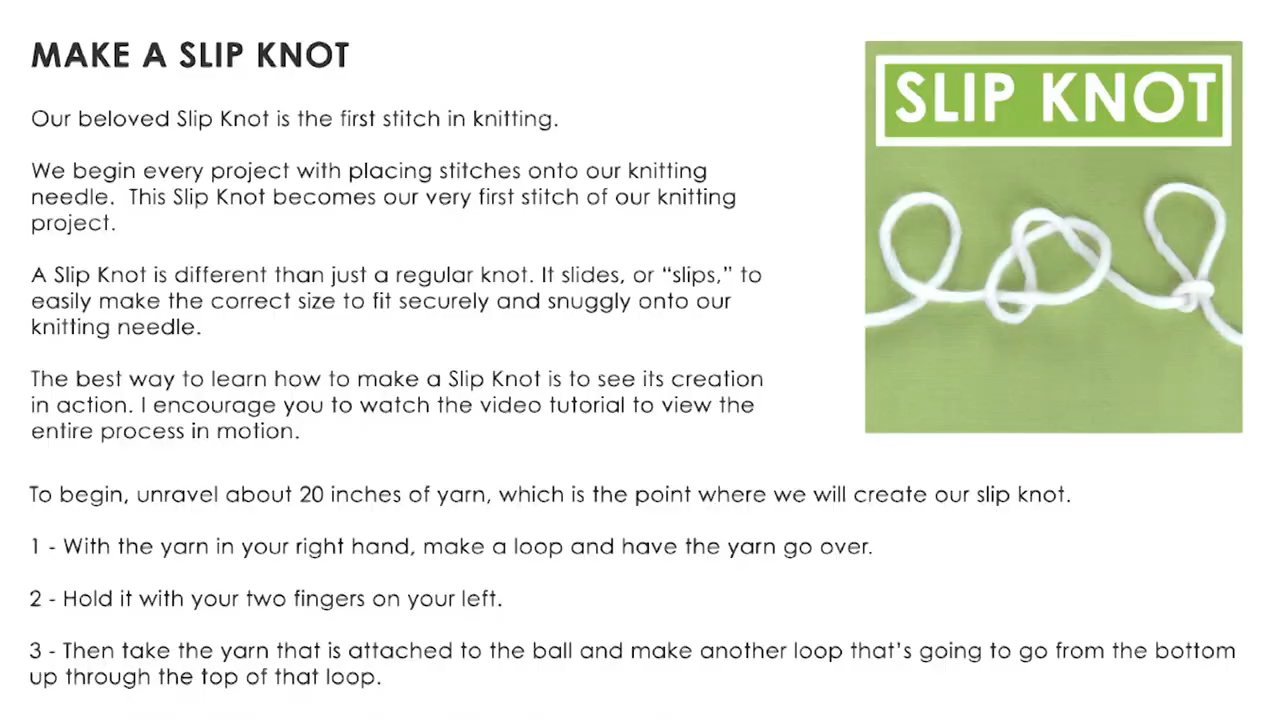 MAKE A SLIP KNOT
SLIP KNOT
Our beloved Slip Knot is the first stitch in knitting.
We begin every project with placing stitches onto our knitting
needle.  This Slip Knot becomes our very first stitch of our knitting
project.
A Slip Knot is different than just a regular knot. It slides, or “slips,” to
easily make the correct size to fit securely and snuggly onto our
knitting needle.
The best way to learn how to make a Slip Knot is to see its creation
in action. I encourage you to watch the video tutorial to view the
entire process in motion.
To begin, unravel about 20 inches of yarn, which is the point where we will create our slip knot.
1 - With the yarn in your right hand, make a loop and have the yarn go over.
2 - Hold it with your two fingers on your left.
3 - Then take the yarn that is attached to the ball and make another loop that’s going to go from the bottom
up through the top of that loop.